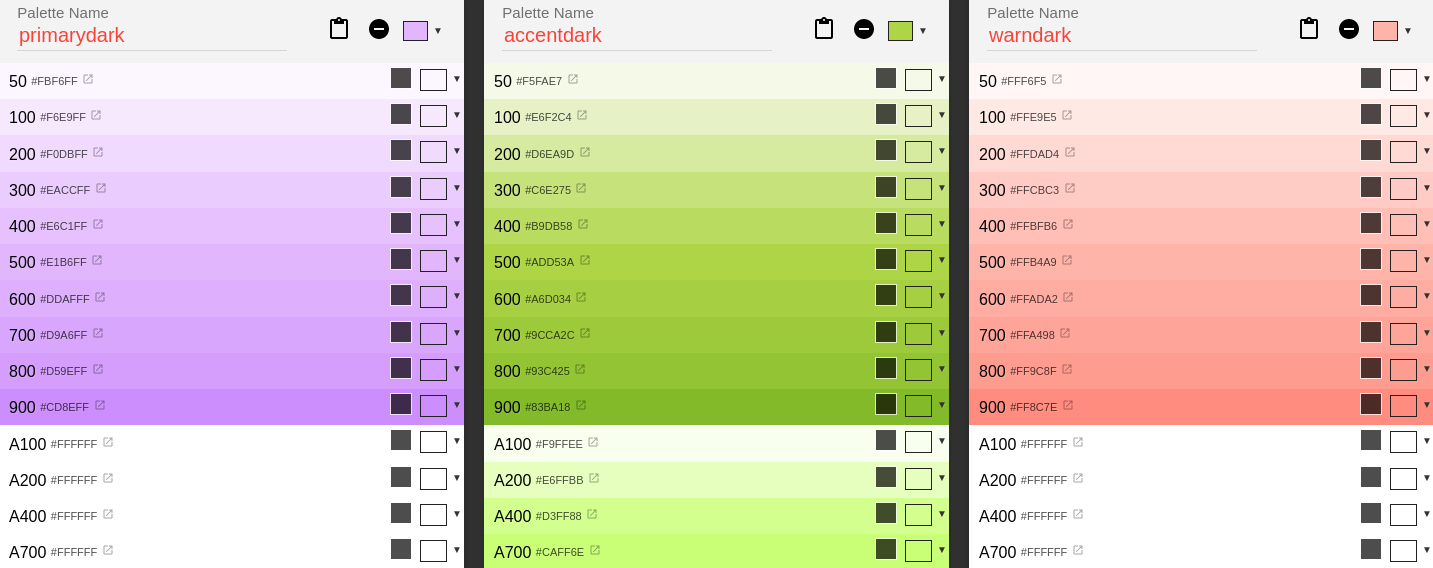 Palette Name
primarydark
50 #FBF6FF
100 #F6E9FF
200 #F0DBFF
300 #EACCFF
400 #E6C1FF
500 #E1B6FF
600 #DDAFFF
700 #D9A6FF
800 #D59EFF
900 #CD8EFF
A100 #FFFFFF
A200 #FFFFFF
A400 #FFFFFF
A700 #FFFFFF
Palette Name
accentdark
50 #F5FAE7
100 #E6F2C4
200 #D6EA9D
300 #C6E275
400 #B9DB58
500 #ADD53A
600 #A6D034
700 #9CCA2C
800 #93C425
900 #83BA18
A100 #F9FFEE
A200 #E6FFBB
A400 #D3FF88
A700 #CAFF6E
Palette Name
warndark
50 #FFF6F5
100 #FFE9E5
200 #FFDAD4
300 #FFCBC3
400 #FFBFB6
500 #FFB4A9
600 #FFADA2
700 #FFA498
800 #FF9C8F
900 #FF8C7E
A100 #FFFFFF
A200 #FFFFFF
A400 #FFFFFF
A700 #FFFFFF